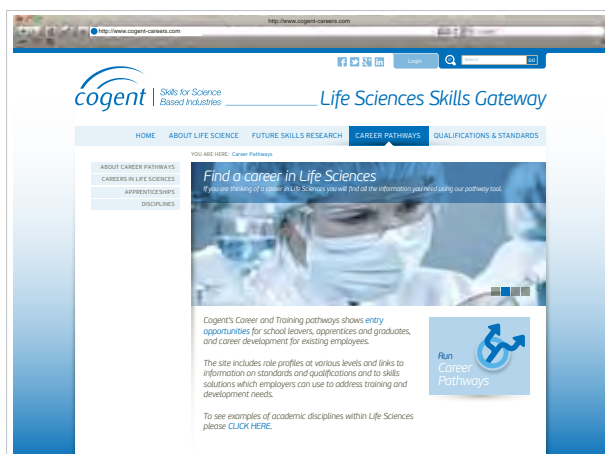 http://www.cogent-careers.com
http://www.cogent-careers.com
Login
search
GO
cogent
Skills for Science
Based Industries
Life Sciences Skills Gateway
HOME
ABOUT LIFE SCIENCE
FUTURE SKILLS RESEARCH
CAREER PATHWAYS
QUALIFICATIONS & STANDARDS
YOU ARE HERE: Career Pathways
ABOUT CAREER PATHWAYS
CAREERS IN LIFE SCIENCES
APPRENTICESHIPS
DISCIPLINES
Find a career in Life Sciences
If you are thinking of a career in Life Sciences you will find all the information you need using our pathway tool.
Cogent's Career and Training pathways shows entry
opportunities for school leavers, apprentices and graduates,
and career development for existing employees.
The site includes role profiles at various levels and links to
information on standards and qualifications and to skills
solutions which employers can use to address training and
development needs.
To see examples of academic disciplines within Life Sciences
please CLICK HERE.
Run
Career
Pathways